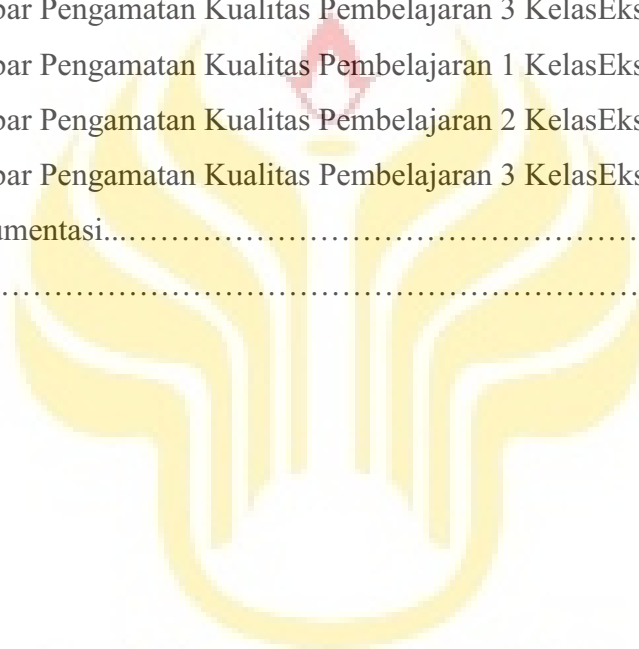 bar Pengamatan Kualitas Pembelajaran 3 KelasEks
bar Pengamatan Kualitas Pembelajaran 1 KelasEks
bar Pengamatan Kualitas Pembelajaran 2 KelasEks
bar Pengamatan Kualitas Pembelajaran 3 KelasEks
umentasi...……………………………………………………
……………………………………………………………………